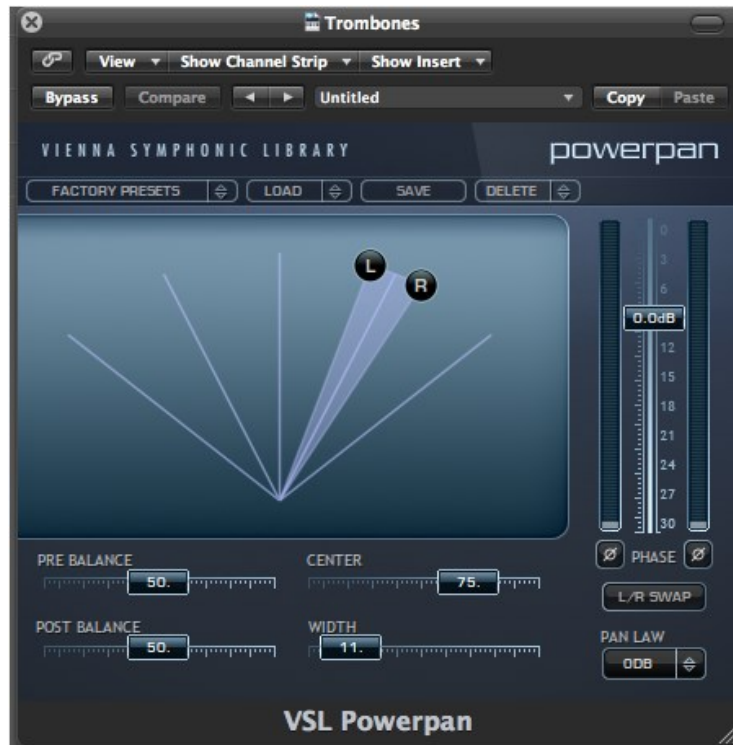 Trombones
View Show Channel Strip Show Insert
Bypass Compare Untitled Copy Paste
VIENNA SYMPHONIC LIBRARY powerpan
FACTORY PRESETS LOAD SAVE DELETE
L
R
0
3
6
0.0dB
12
15
18
21
24
27
30
Ø PHASE Ø
L/R SWAP
PAN LAW
0DB
PRE BALANCE CENTER
50. 75.
POST BALANCE WIDTH
50. 11.
VSL Powerpan